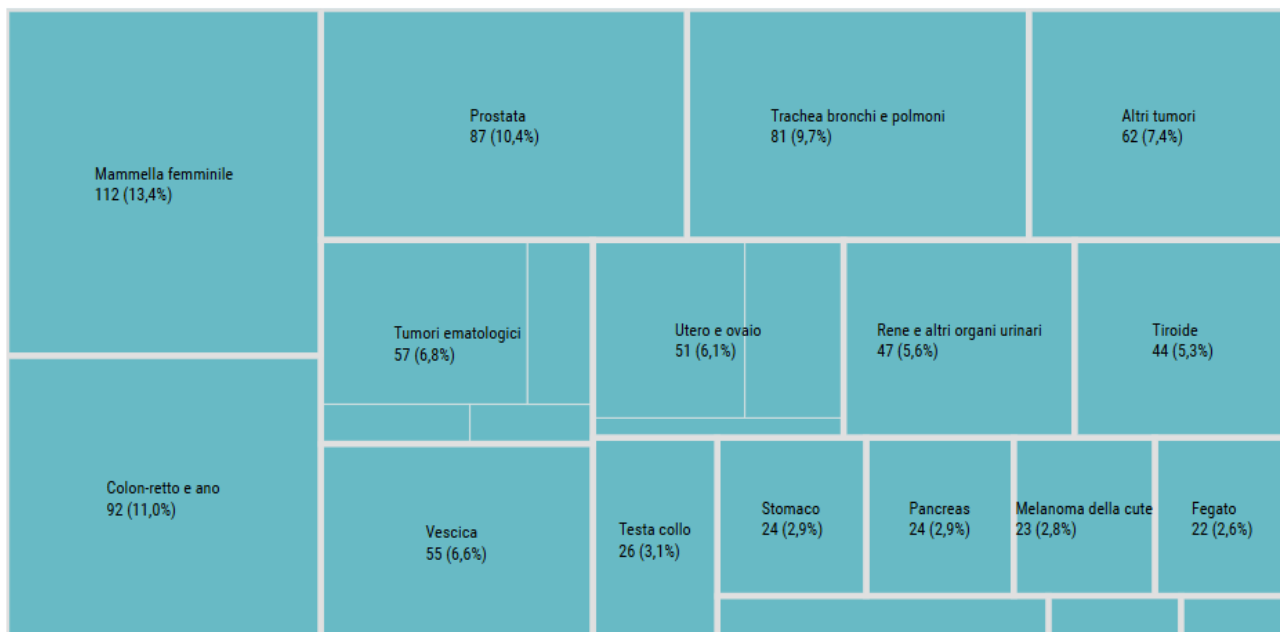 Mammella femminile
112 (13,4%)
Prostata
87 (10,4%)
Trachea bronchi e polmoni
81 (9,7%)
Altri tumori
62 (7,4%)
Tumori ematologici
57 (6,8%)
Utero e ovaio
51 (6,1%)
Rene e altri organi urinari
47 (5,6%)
Tiroide
44 (5,3%)
Colon-retto e ano
92 (11,0%)
Vescica
55 (6,6%)
Testa collo
26 (3,1%)
Stomaco
24 (2,9%)
Pancreas
24 (2,9%)
Melanoma della cute
23 (2,8%)
Fegato
22 (2,6%)